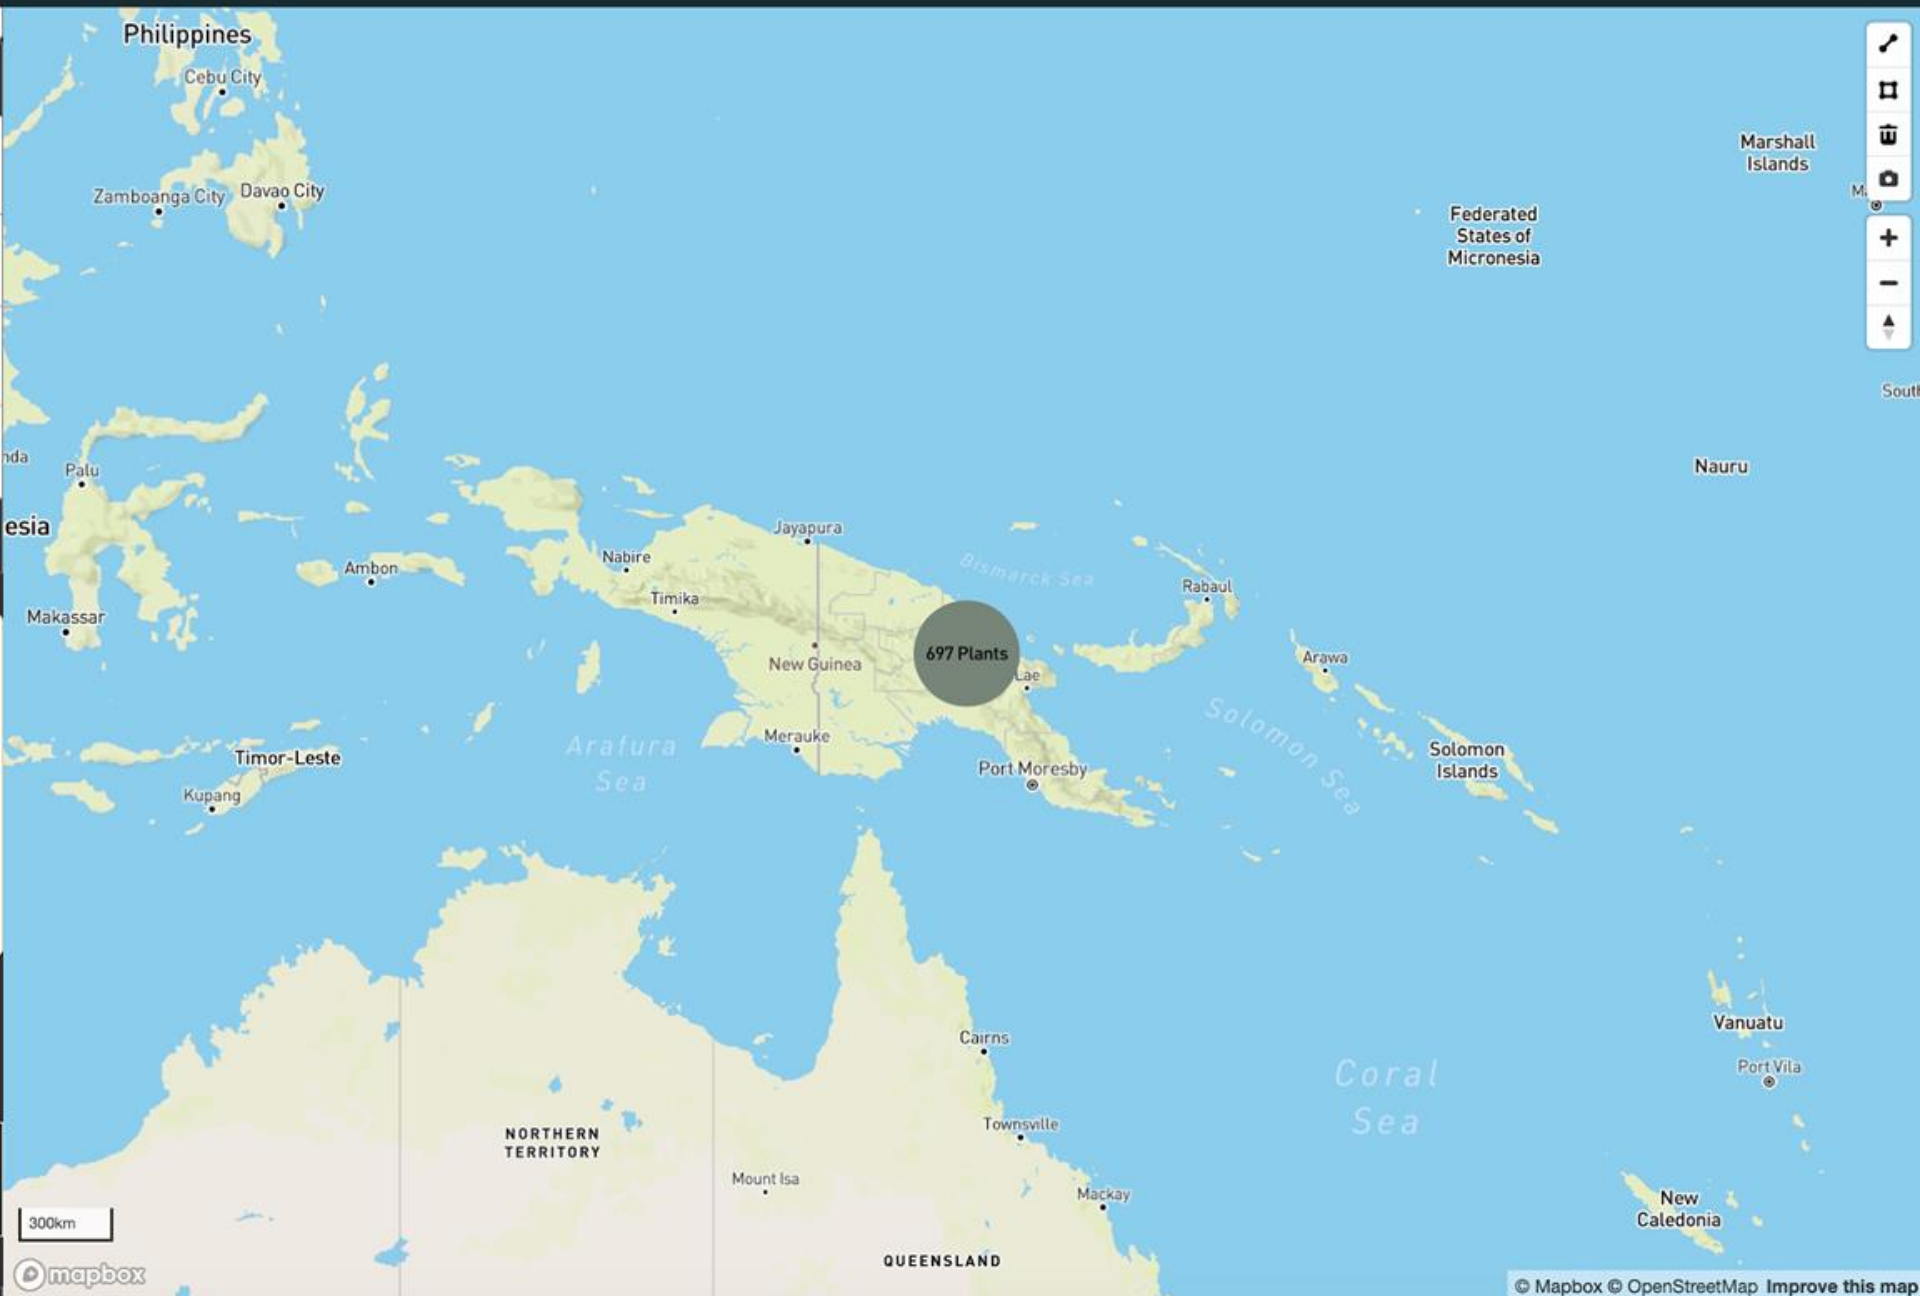 Philippines
Cebu City
Marshall
Islands
Zamboanga City
Davao City
Federated
States of
Micronesia
Nauru
Palu
esia
Jayapura
Bismarck Sea
Nabire
Ambon
Rabaul
Timika
Makassar
697 Plants
New Guinea
Lae
Arawa
Solomon Sea
Arafura
Sea
Merauke
Timor-Leste
Solomon
Islands
Port Moresby
Kupang
Cairns
Vanuatu
Coral
Sea
Port Vila
Townsville
NORTHERN
TERRITORY
Mount Isa
Mackay
New
Caledonia
300km
QUEENSLAND
mapbox
© Mapbox © OpenStreetMap Improve this map